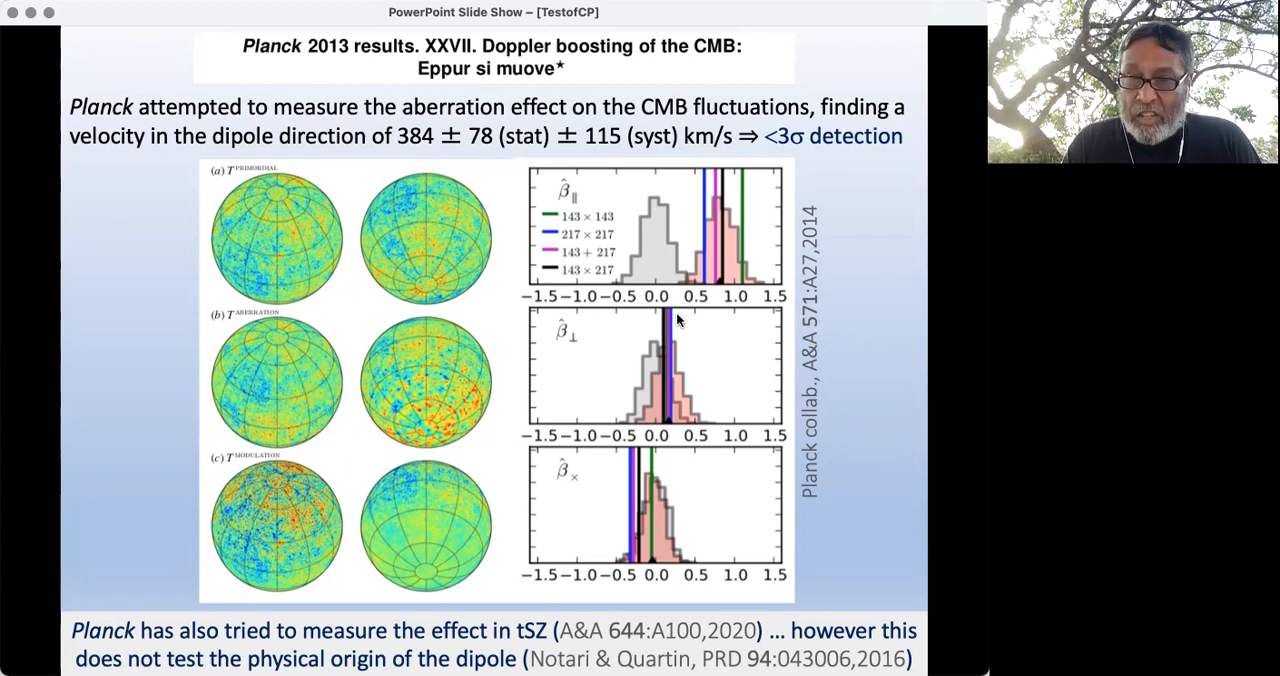 PowerPoint Slide Show – [TestofCP]
Planck 2013 results. XXVII. Doppler boosting of the CMB:
Eppur si muove★
Planck attempted to measure the aberration effect on the CMB fluctuations, finding a
velocity in the dipole direction of 384 ± 78 (stat) ± 115 (syst) km/s ⇒ <3σ detection
(a) T PRIMORDIAL
(b) T ABERRATION
(c) T MODULATION
β̂∥
143 × 143
217 × 217
143 + 217
143 × 217
−1.5 −1.0 −0.5 0.0 0.5 1.0 1.5
β̂⊥
−1.5 −1.0 −0.5 0.0 0.5 1.0 1.5
β̂×
−1.5 −1.0 −0.5 0.0 0.5 1.0 1.5
Planck collab., A&A 571:A27,2014
Planck has also tried to measure the effect in tSZ (A&A 644:A100,2020) ... however this
does not test the physical origin of the dipole (Notari & Quartin, PRD 94:043006,2016)